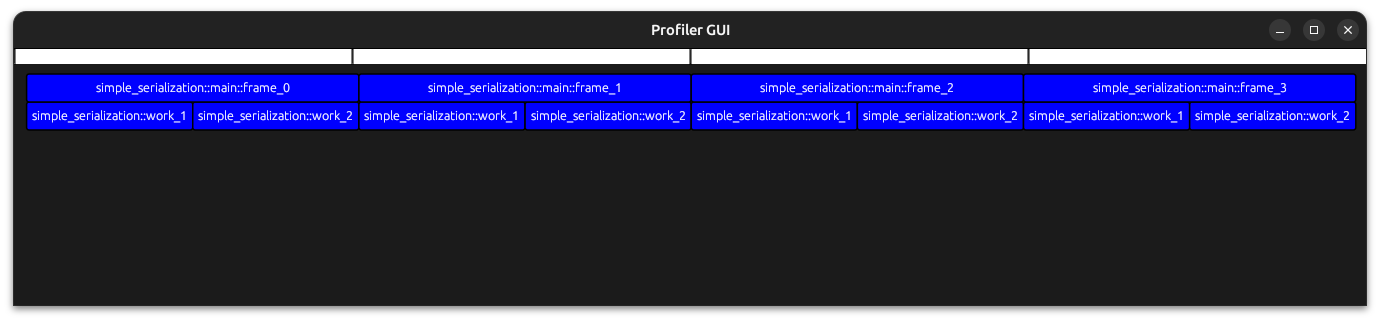 Profiler GUI
simple_serialization::main::frame_0 simple_serialization::main::frame_1 simple_serialization::main::frame_2 simple_serialization::main::frame_3
simple_serialization::work_1 simple_serialization::work_2 simple_serialization::work_1 simple_serialization::work_2 simple_serialization::work_1 simple_serialization::work_2 simple_serialization::work_1 simple_serialization::work_2